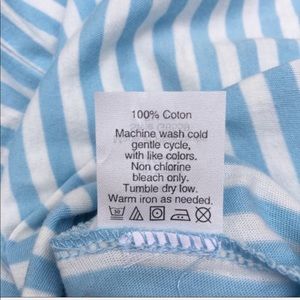 100% Coton
Machine wash cold
gentle cycle,
with like colors.
Non chlorine
bleach only.
Tumble dry low.
Warm iron as needed.
30